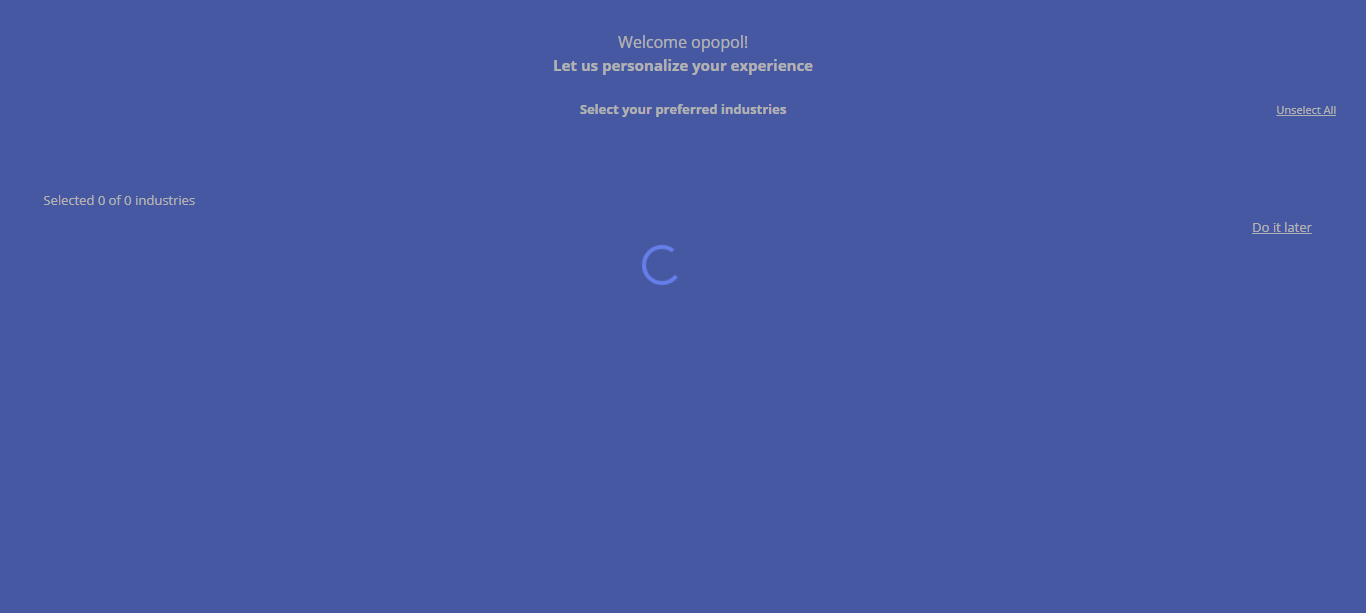 Welcome opopol!
Let us personalize your experience
Select your preferred industries
Unselect All
Selected 0 of 0 industries
Do it later